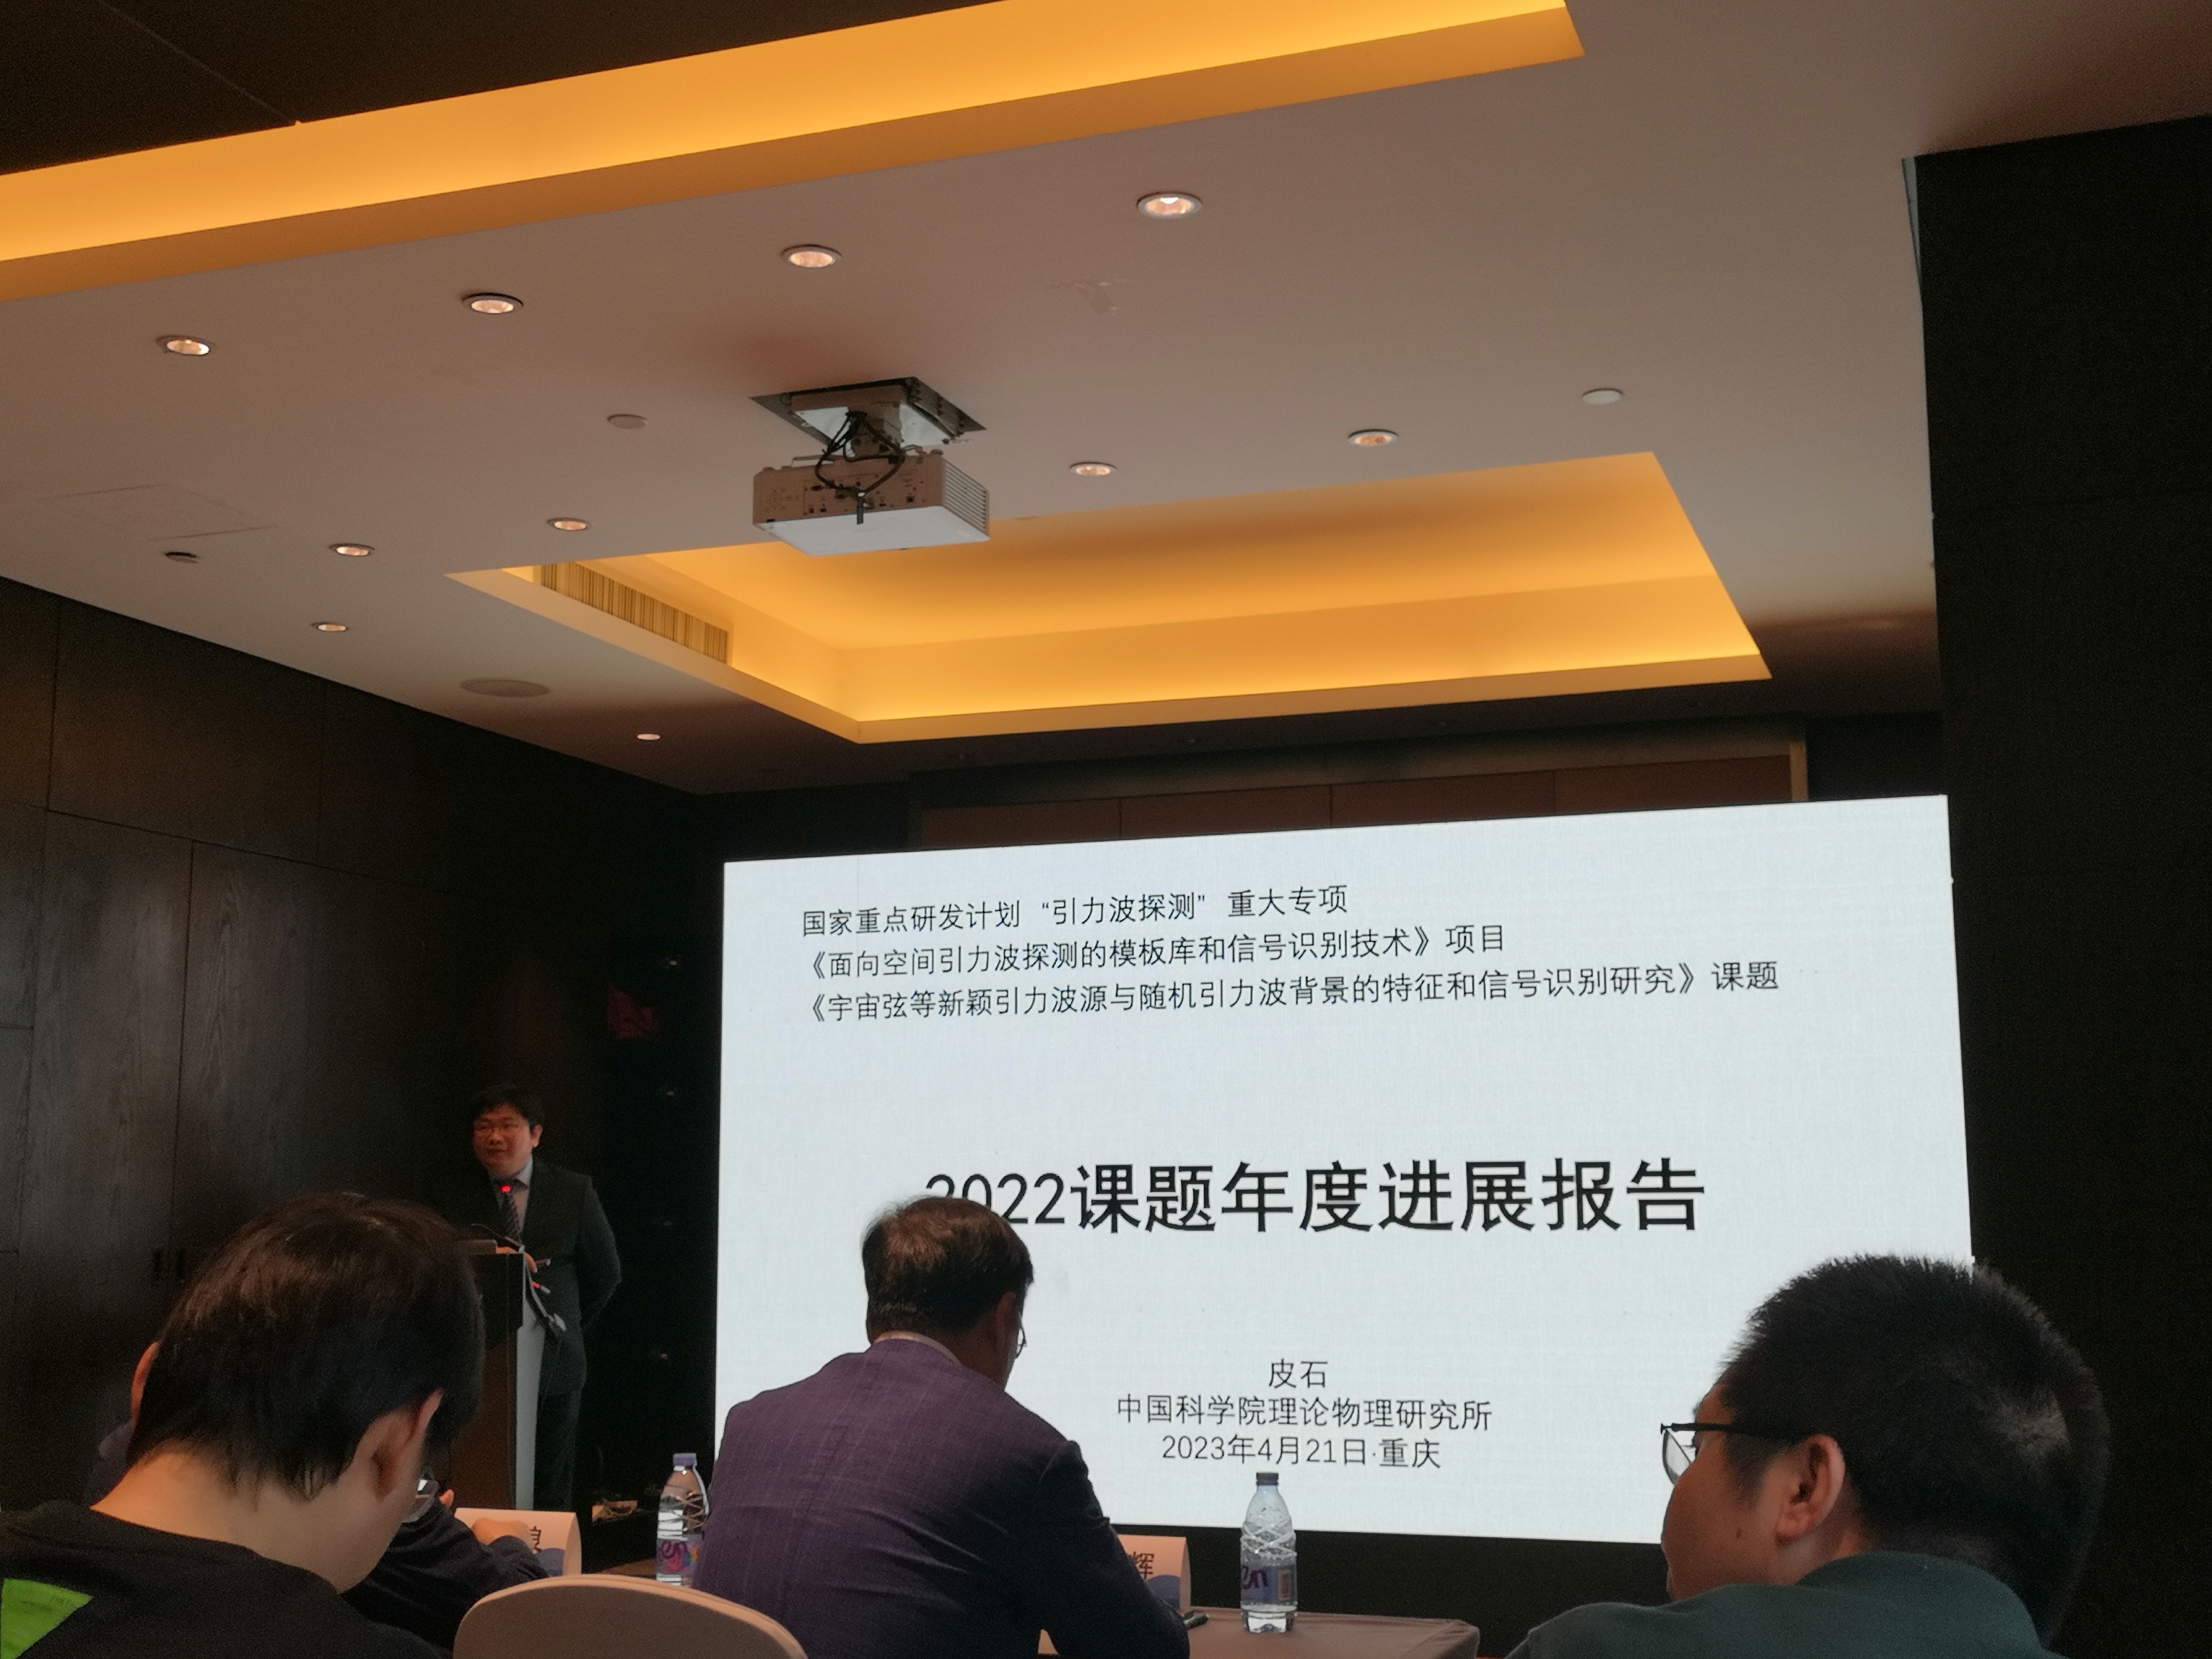 国家重点研发计划 “引力波探测” 重大专项
《面向空间引力波探测的模板库和信号识别技术》项目
《宇宙弦等新颖引力波源与随机引力波背景的特征和信号识别研究》课题
2022课题年度进展报告
皮石
中国科学院理论物理研究所
2023年4月21日·重庆
辉